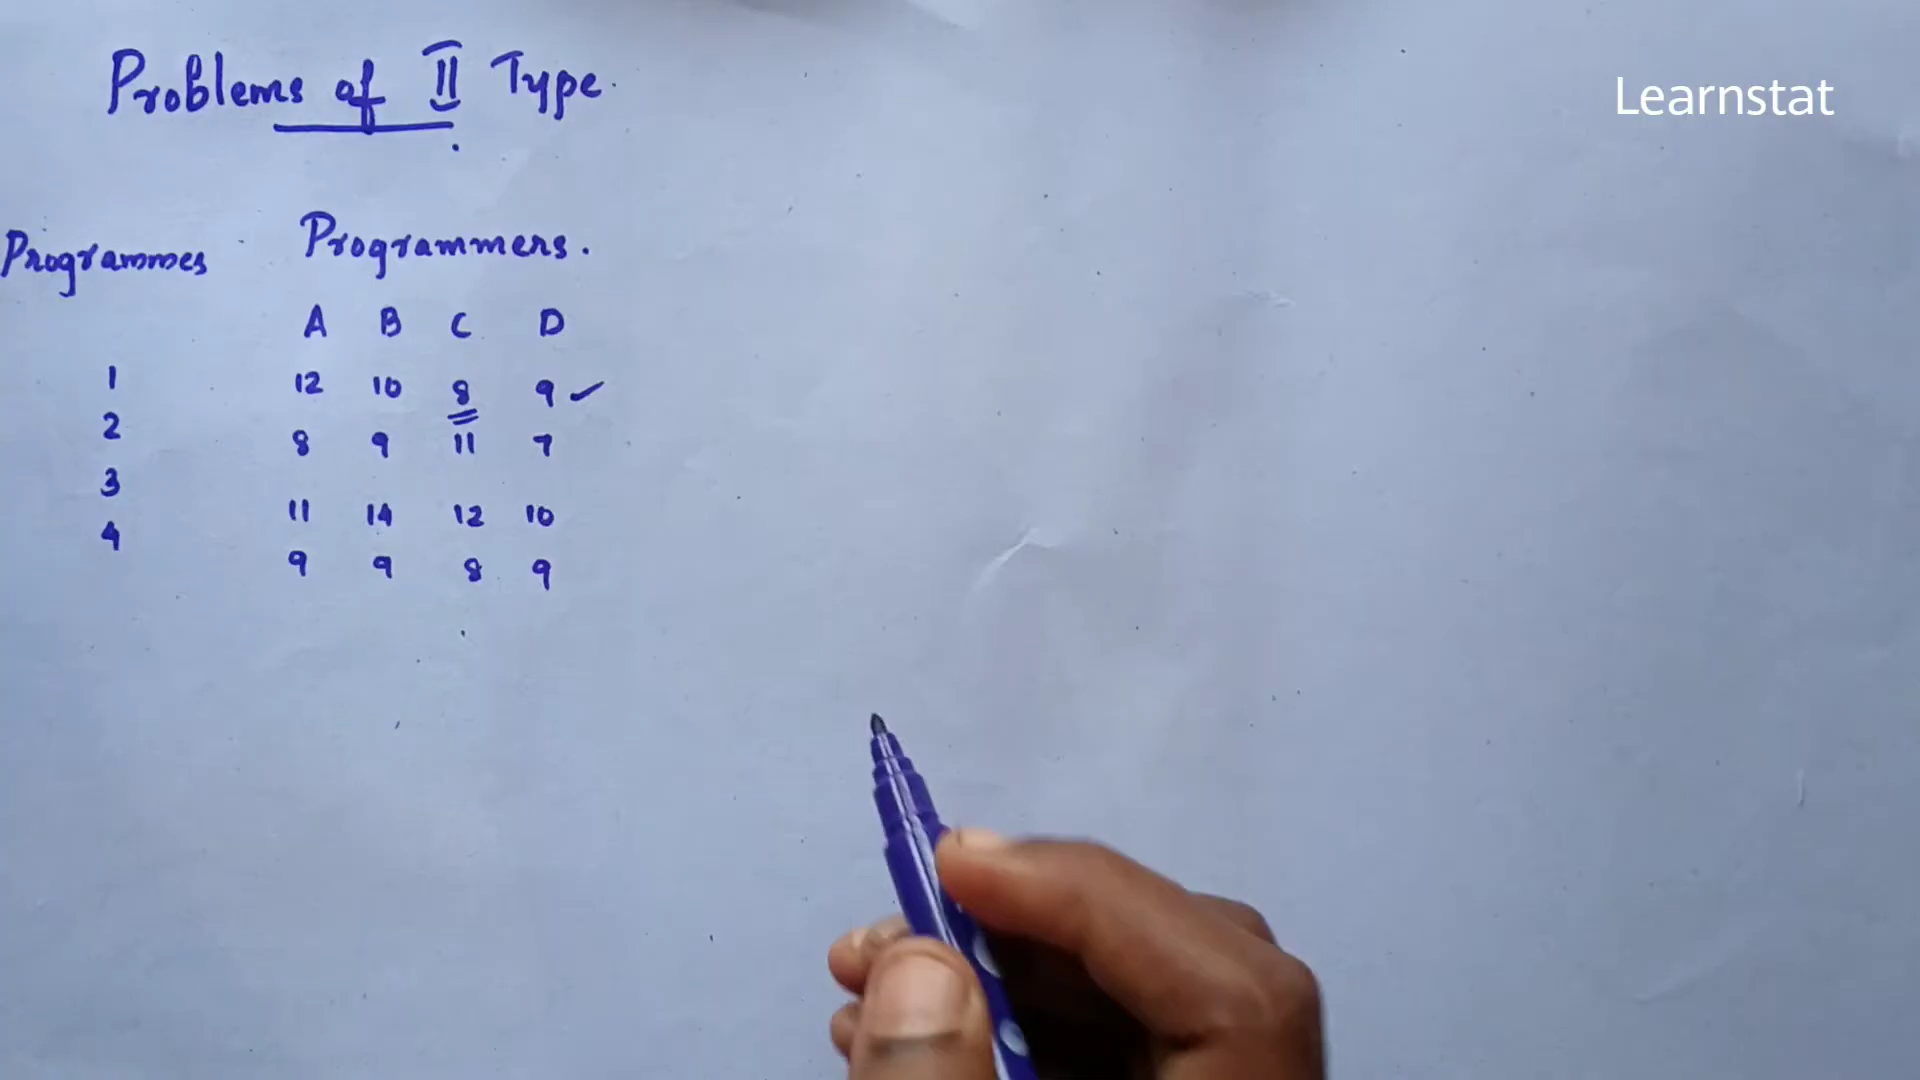 Problems of II Type.
Learnstat
Programmes Programmers.
A B C D
1 12 10 8 9 ✓
2 8 9 11 7
3 11 14 12 10
4 9 9 8 9